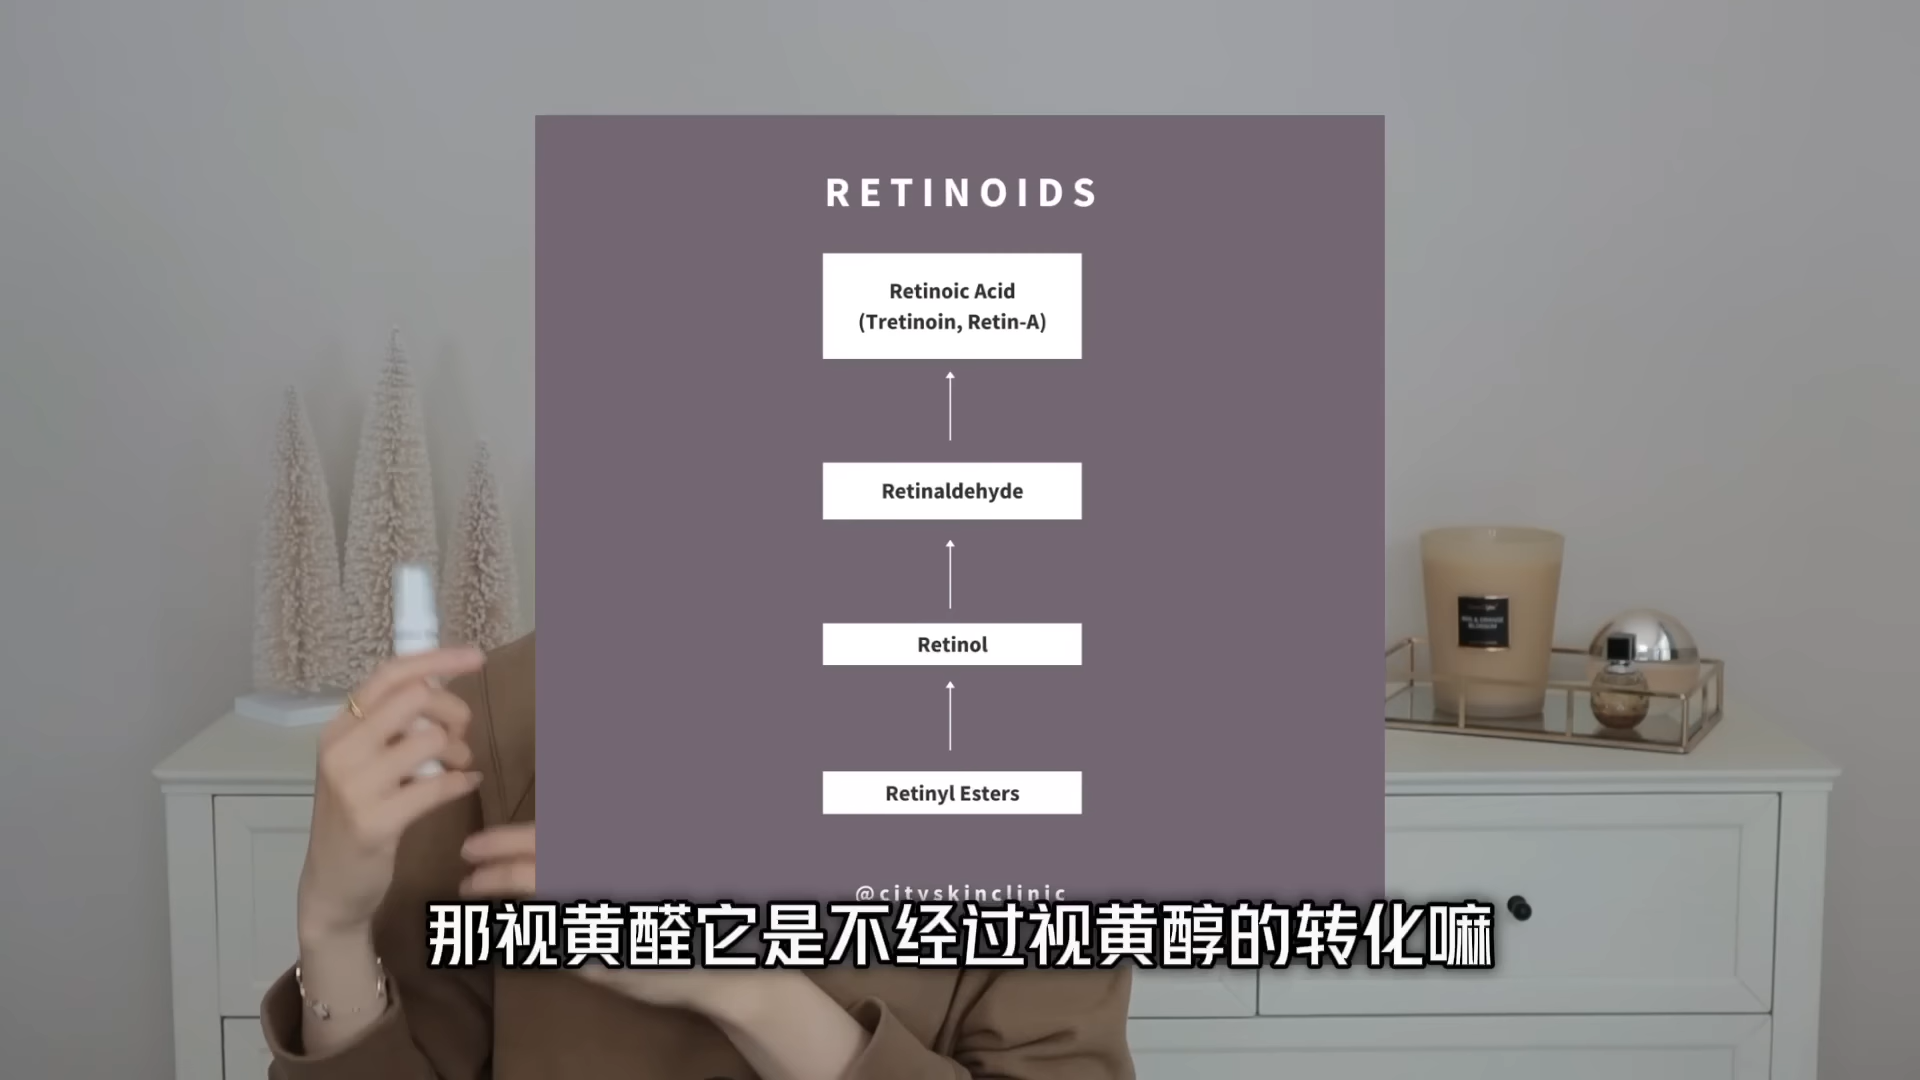 RETINOIDS
Retinoic Acid
(Tretinoin, Retin-A)
Retinaldehyde
Retinol
Retinyl Esters
@cityskinclinic
那视黄醛它是不经过视黄醇的转化嘛